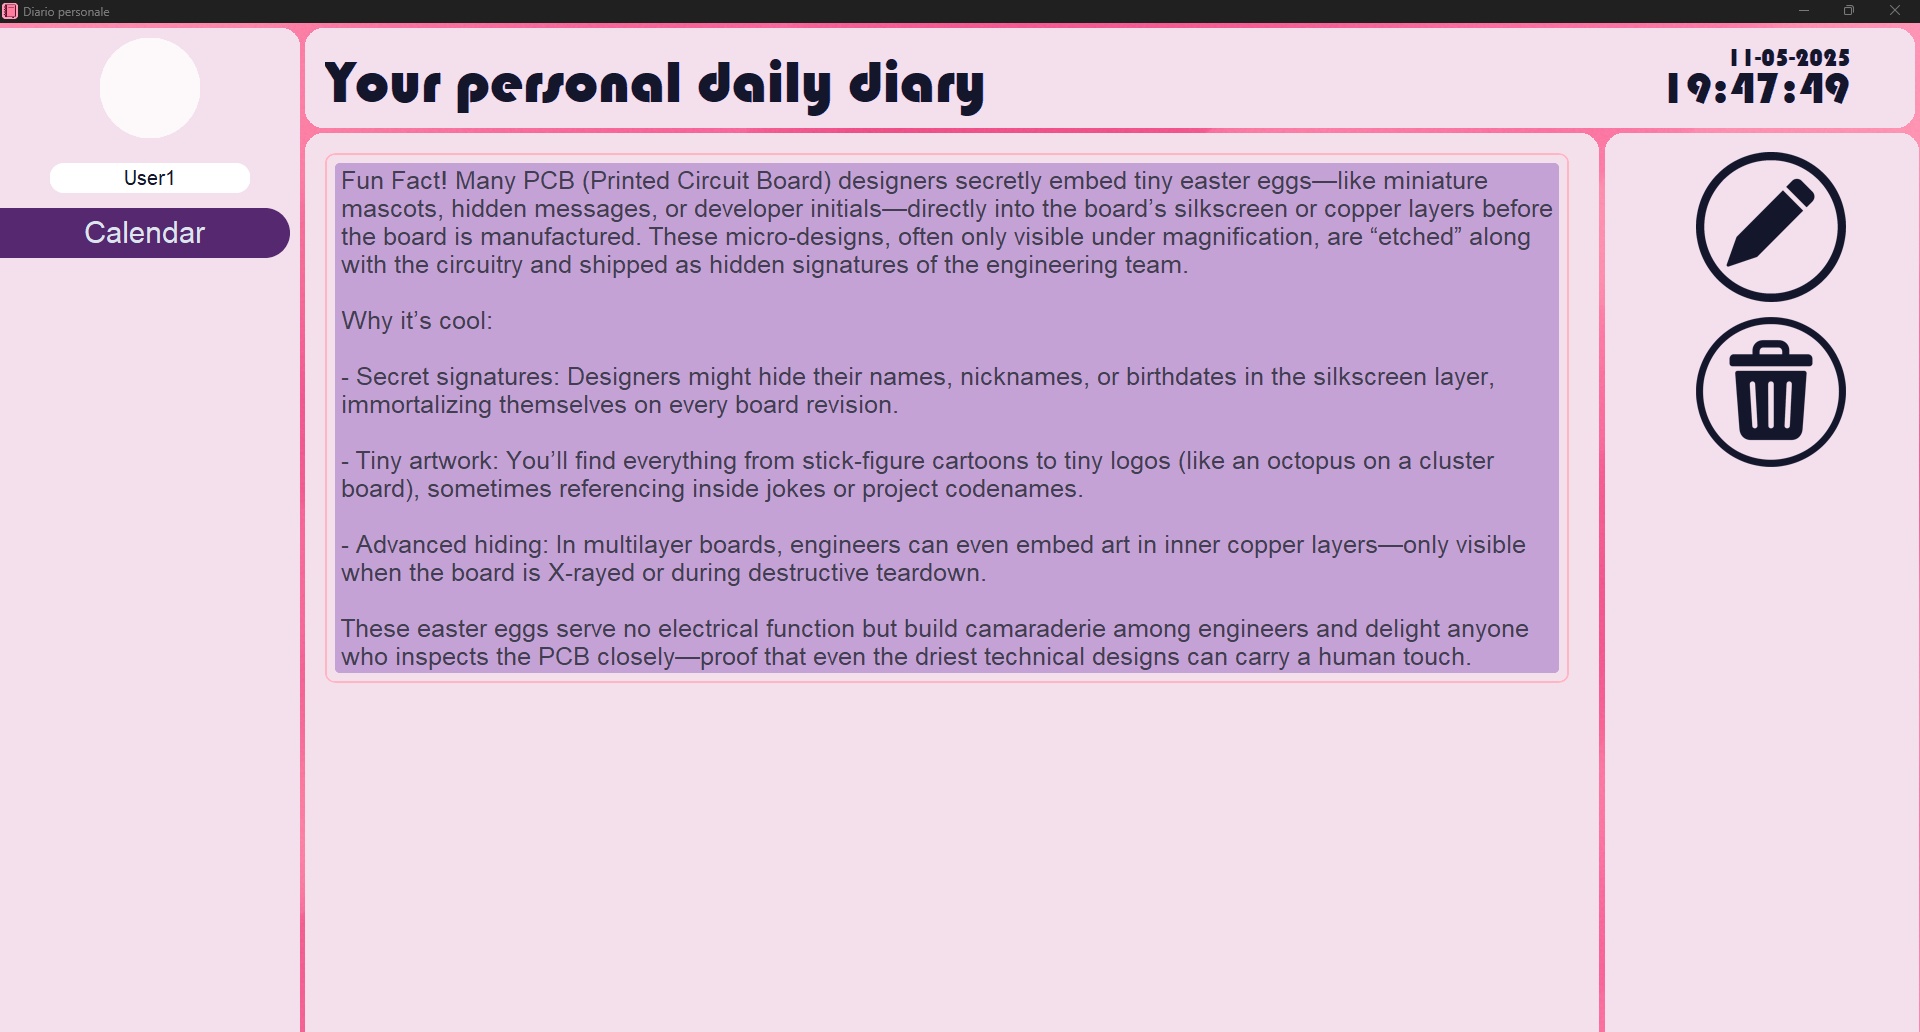 Diario personale
Your personal daily diary
11-05-2025
19:47:49
User1
Calendar
Fun Fact! Many PCB (Printed Circuit Board) designers secretly embed tiny easter eggs—like miniature
mascots, hidden messages, or developer initials—directly into the board’s silkscreen or copper layers before
the board is manufactured. These micro-designs, often only visible under magnification, are “etched” along
with the circuitry and shipped as hidden signatures of the engineering team.
Why it’s cool:
- Secret signatures: Designers might hide their names, nicknames, or birthdates in the silkscreen layer,
immortalizing themselves on every board revision.
- Tiny artwork: You’ll find everything from stick-figure cartoons to tiny logos (like an octopus on a cluster
board), sometimes referencing inside jokes or project codenames.
- Advanced hiding: In multilayer boards, engineers can even embed art in inner copper layers—only visible
when the board is X-rayed or during destructive teardown.
These easter eggs serve no electrical function but build camaraderie among engineers and delight anyone
who inspects the PCB closely—proof that even the driest technical designs can carry a human touch.